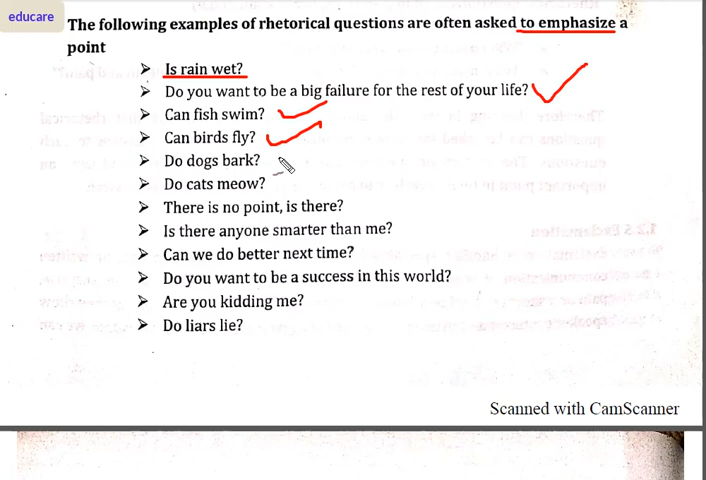 educare
The following examples of rhetorical questions are often asked to emphasize a
point
➤ Is rain wet?
➤ Do you want to be a big failure for the rest of your life?
➤ Can fish swim?
➤ Can birds fly?
➤ Do dogs bark?
➤ Do cats meow?
➤ There is no point, is there?
➤ Is there anyone smarter than me?
➤ Can we do better next time?
➤ Do you want to be a success in this world?
➤ Are you kidding me?
➤ Do liars lie?
Scanned with CamScanner